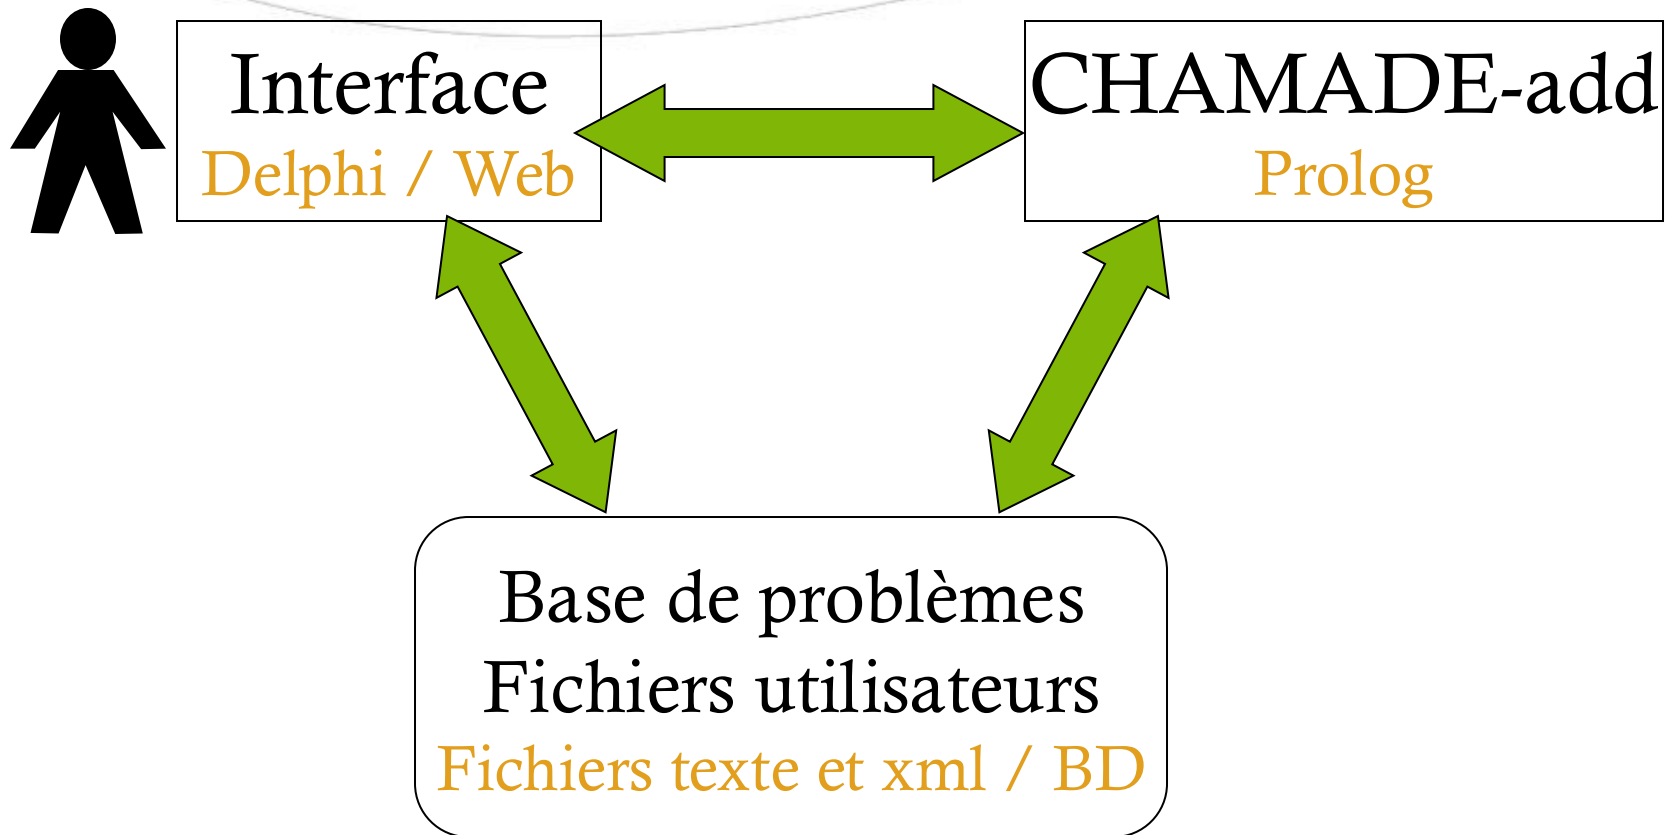 Interface
Delphi / Web
CHAMADE-add
Prolog
Base de problèmes
Fichiers utilisateurs
Fichiers texte et xml / BD